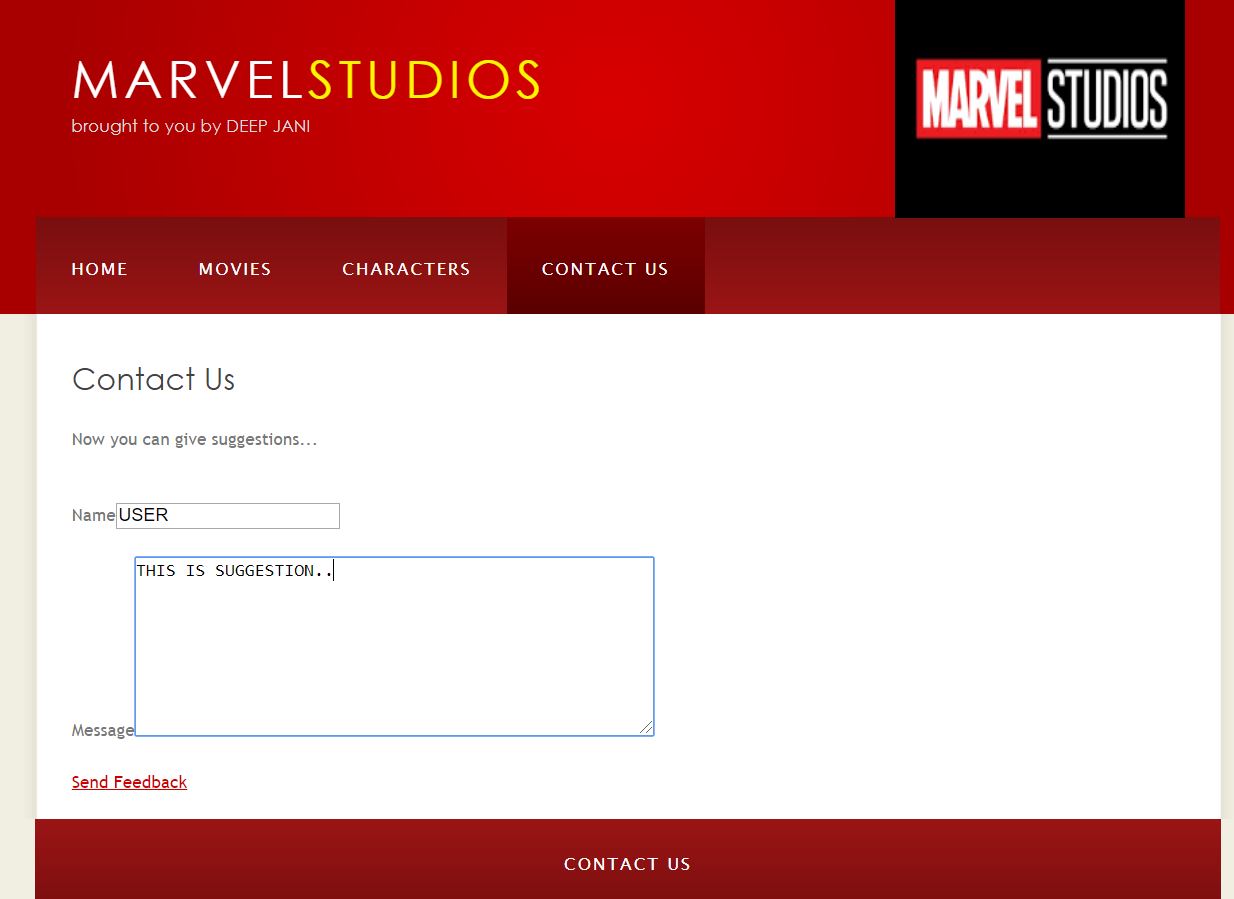 MARVELSTUDIOS
brought to you by DEEP JANI
MARVEL STUDIOS
HOME MOVIES CHARACTERS CONTACT US
Contact Us
Now you can give suggestions...
Name USER
THIS IS SUGGESTION..
Message
Send Feedback
CONTACT US